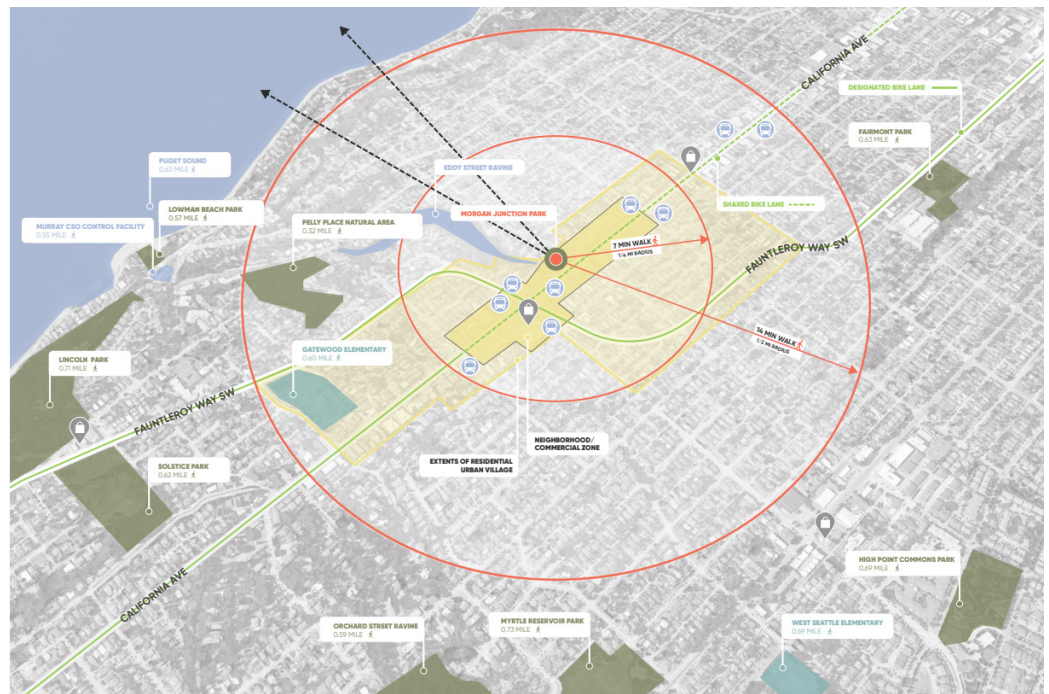 CALIFORNIA AVE
DESIGNATED BIKE LANE
FAIRMONT PARK
0.63 MILE
PUGET SOUND
0.63 MILE
EDDY STREET RAVINE
LOWMAN BEACH PARK
0.57 MILE
MURRAY CSO CONTROL FACILITY
0.55 MILE
PELLY PLACE NATURAL AREA
0.32 MILE
MORGAN JUNCTION PARK
SHARED BIKE LANE
7 MIN WALK
1/4 MI RADIUS
FAUNTLEROY WAY SW
14 MIN WALK
1/2 MI RADIUS
GATEWOOD ELEMENTARY
0.60 MILE
LINCOLN PARK
0.71 MILE
FAUNTLEROY WAY SW
NEIGHBORHOOD/
COMMERCIAL ZONE
EXTENTS OF RESIDENTIAL
URBAN VILLAGE
SOLSTICE PARK
0.62 MILE
HIGH POINT COMMONS PARK
0.69 MILE
CALIFORNIA AVE
ORCHARD STREET RAVINE
0.59 MILE
MYRTLE RESERVOIR PARK
0.73 MILE
WEST SEATTLE ELEMENTARY
0.69 MILE